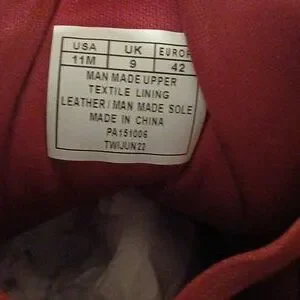 USA UK EUROP
11M 9 42
MAN MADE UPPER
TEXTILE LINING
LEATHER/MAN MADE SOLE
MADE IN CHINA
PA151006
TWIJUN22